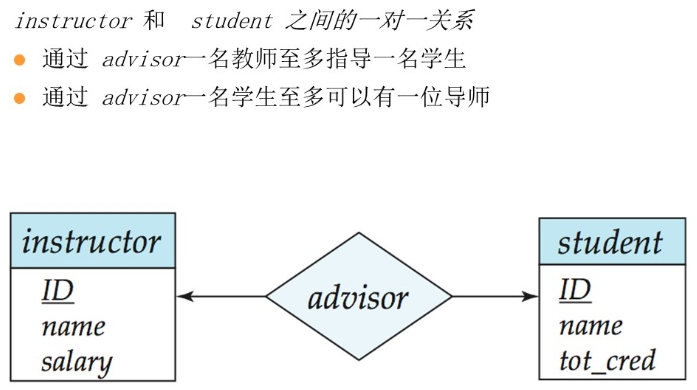 instructor 和 student 之间的一对一关系
通过 advisor一名教师至多指导一名学生
通过 advisor一名学生至多可以有一位导师
instructor
ID
name
salary
advisor
student
ID
name
tot_cred